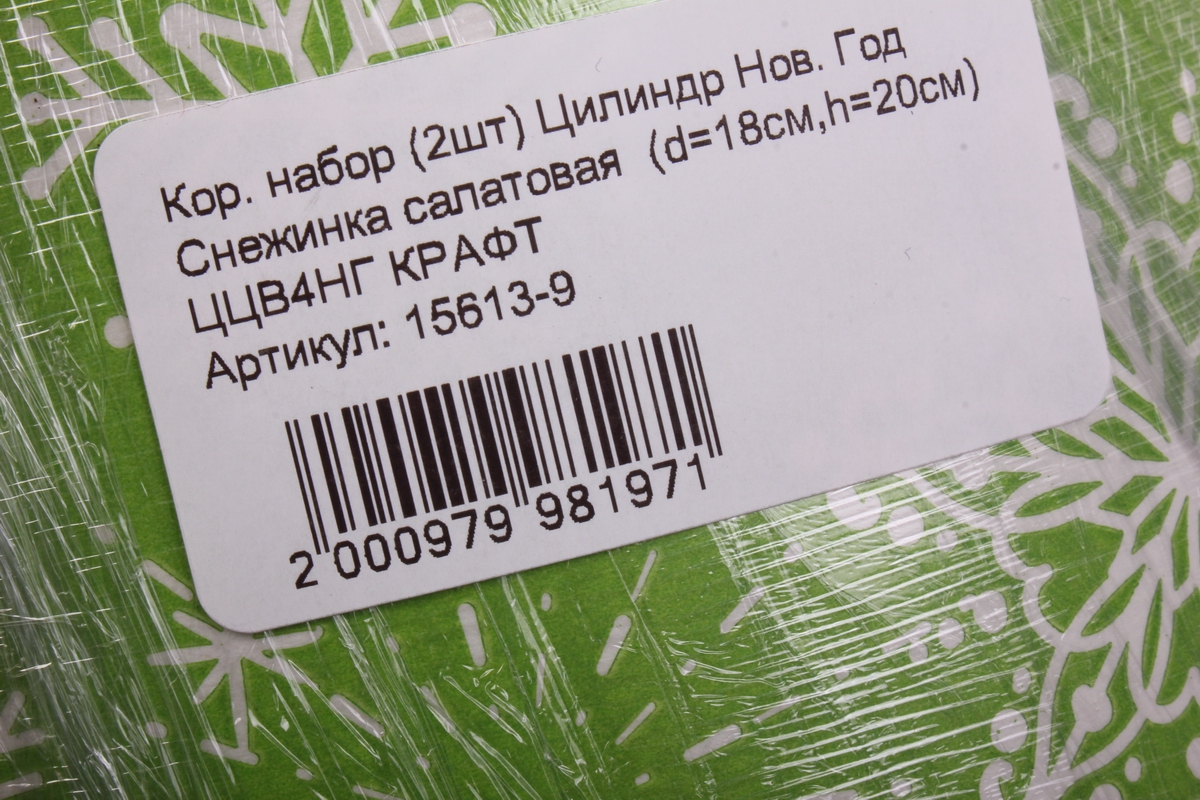 Кор. набор (2шт) Цилиндр Нов. Год
Снежинка салатовая (d=18см,h=20см)
ЦЦВ4НГ КРАФТ
Артикул: 15613-9
2 000979 981971